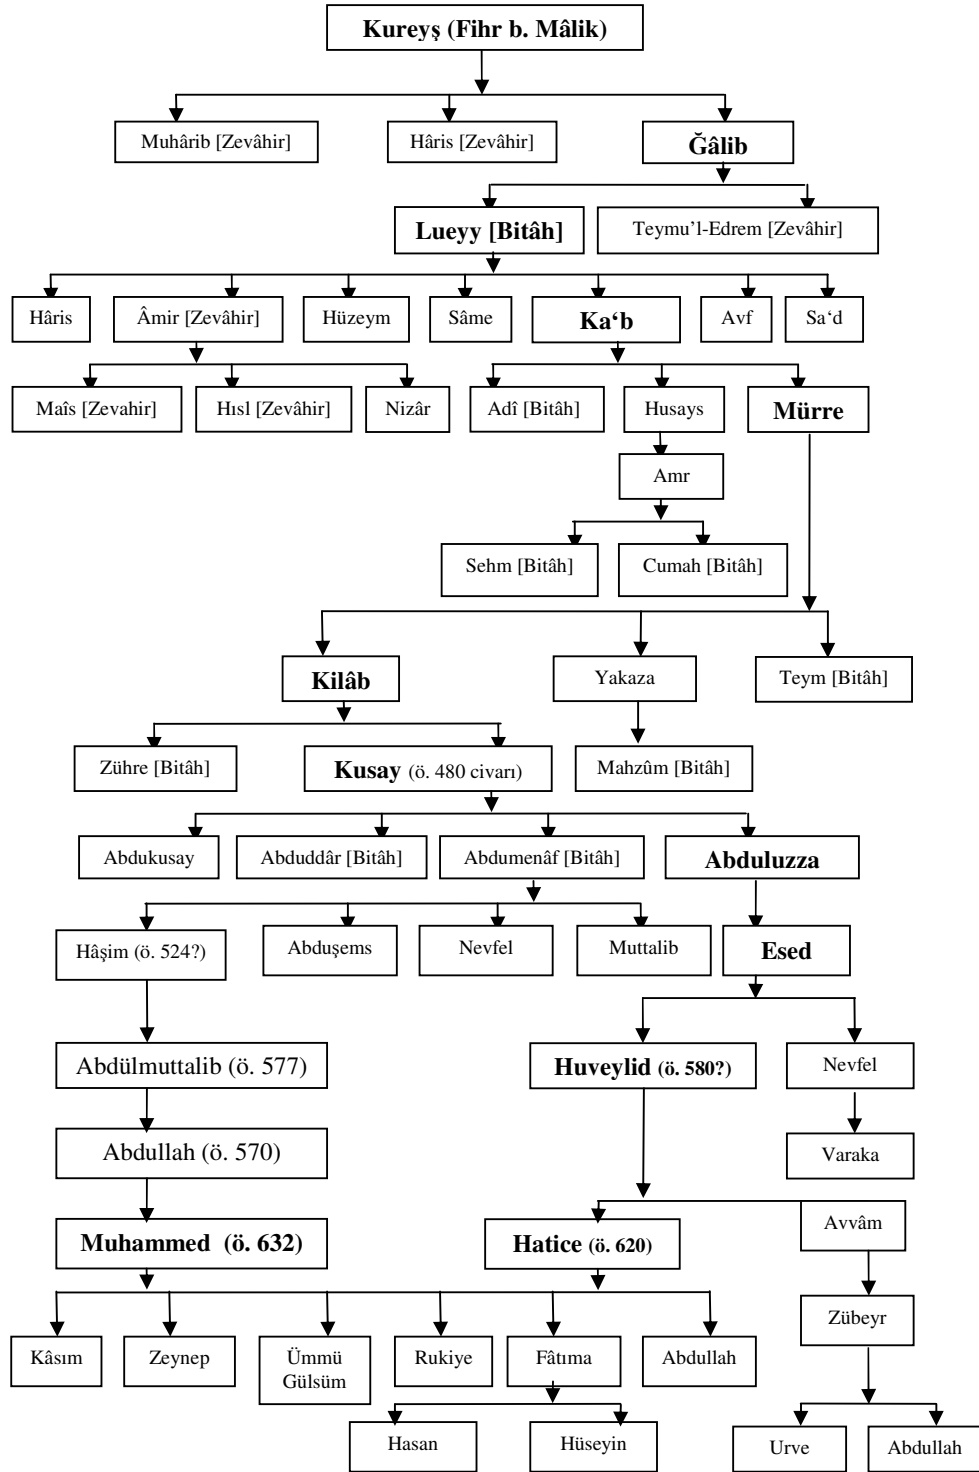 Kureyş (Fihr b. Mâlik)
Muhârib [Zevâhir]
Hâris [Zevâhir]
Ğâlib
Lueyy [Bitâh]
Teymu’l-Edrem [Zevâhir]
Hâris
Âmir [Zevâhir]
Hüzeym
Sâme
Ka‘b
Avf
Sa‘d
Maîs [Zevahir]
Hısl [Zevâhir]
Nizâr
Adî [Bitâh]
Husays
Mürre
Amr
Sehm [Bitâh]
Cumah [Bitâh]
Kilâb
Yakaza
Teym [Bitâh]
Zühre [Bitâh]
Kusay (ö. 480 civarı)
Mahzûm [Bitâh]
Abdukusay
Abduddâr [Bitâh]
Abdumenâf [Bitâh]
Abduluzza
Hâşim (ö. 524?)
Abduşems
Nevfel
Muttalib
Esed
Abdülmuttalib (ö. 577)
Huveylid (ö. 580?)
Nevfel
Abdullah (ö. 570)
Varaka
Muhammed (ö. 632)
Hatice (ö. 620)
Avvâm
Zübeyr
Kâsım
Zeynep
Ümmü
Gülsüm
Rukiye
Fâtıma
Abdullah
Hasan
Hüseyin
Urve
Abdullah